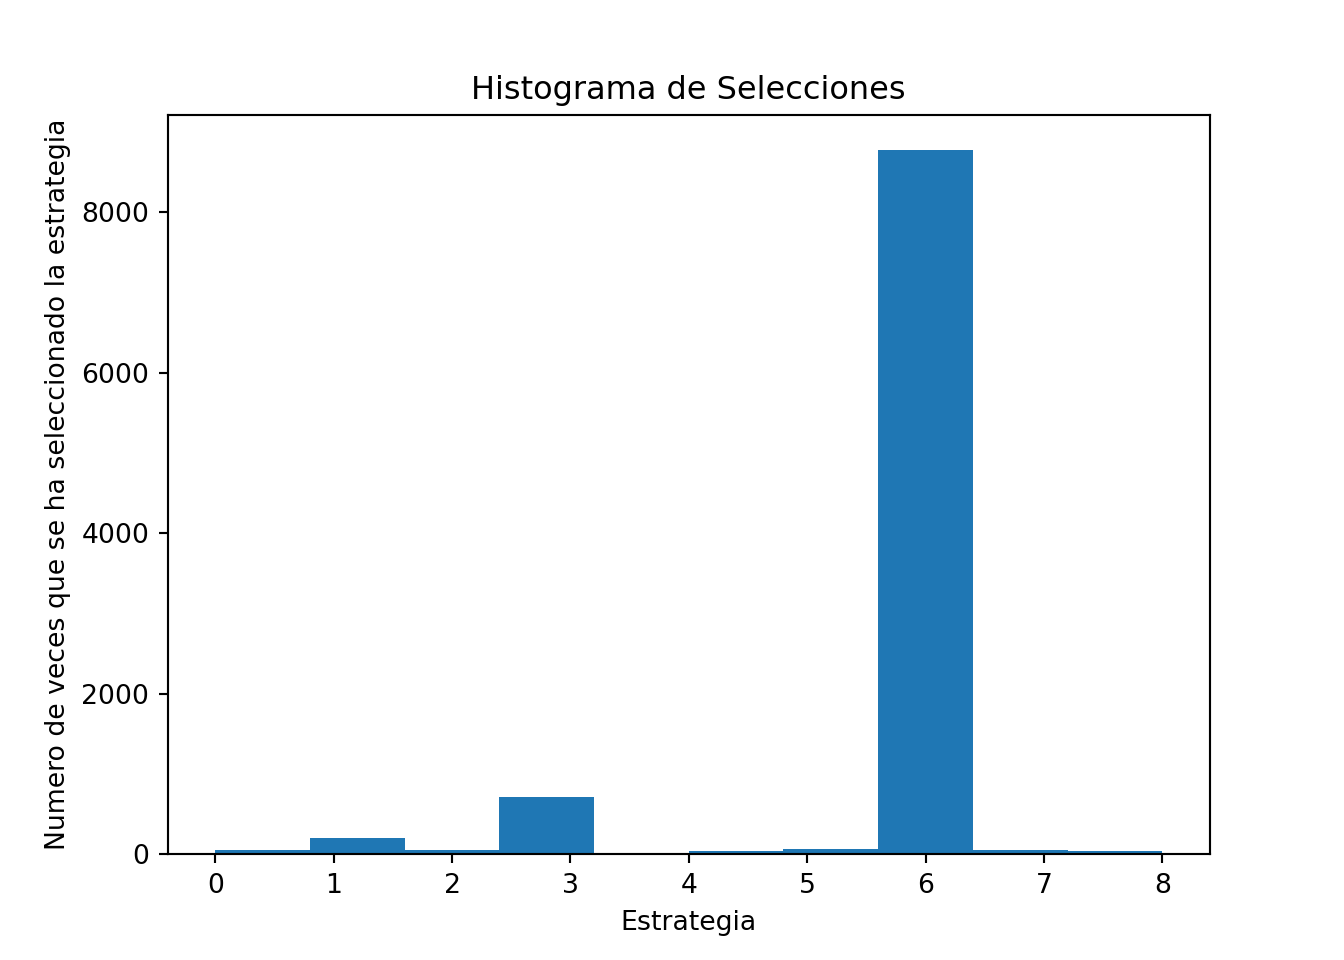 Histograma de Selecciones
Numero de veces que se ha seleccionado la estrategia
8000
6000
4000
2000
0
0 1 2 3 4 5 6 7 8
Estrategia